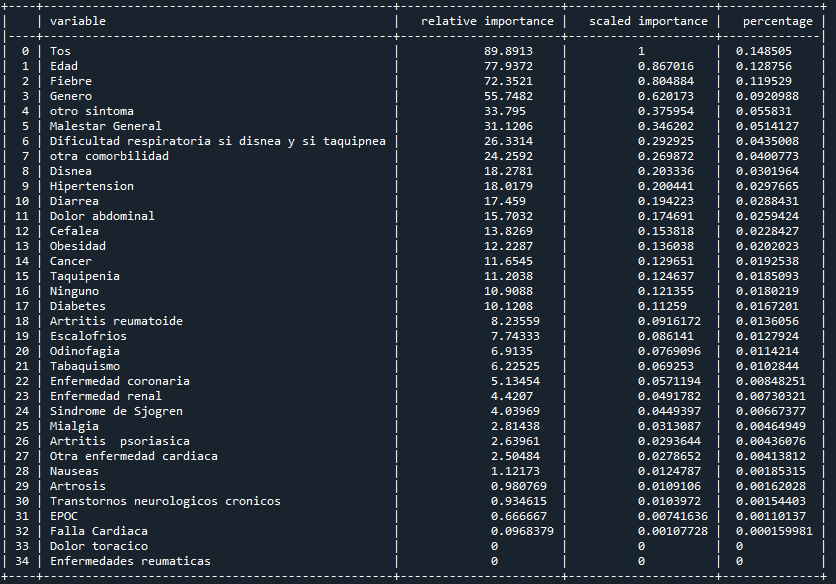 variable | relative importance | scaled importance | percentage
0 | Tos | 89.8913 | 1 | 0.148505
1 | Edad | 77.9372 | 0.867016 | 0.128756
2 | Fiebre | 72.3521 | 0.804884 | 0.119529
3 | Genero | 55.7482 | 0.620173 | 0.0920988
4 | otro sintoma | 33.795 | 0.375954 | 0.055831
5 | Malestar General | 31.1206 | 0.346202 | 0.0514127
6 | Dificultad respiratoria si disnea y si taquipnea | 26.3314 | 0.292925 | 0.0435008
7 | otra comorbilidad | 24.2592 | 0.269872 | 0.0400773
8 | Disnea | 18.2781 | 0.203336 | 0.0301964
9 | Hipertension | 18.0179 | 0.200441 | 0.0297665
10 | Diarrea | 17.459 | 0.194223 | 0.0288431
11 | Dolor abdominal | 15.7032 | 0.174691 | 0.0259424
12 | Cefalea | 13.8269 | 0.153818 | 0.0228427
13 | Obesidad | 12.2287 | 0.136038 | 0.0202023
14 | Cancer | 11.6545 | 0.129651 | 0.0192538
15 | Taquipenia | 11.2038 | 0.124637 | 0.0185093
16 | Ninguno | 10.9088 | 0.121355 | 0.0180219
17 | Diabetes | 10.1208 | 0.11259 | 0.0167201
18 | Artritis reumatoide | 8.23559 | 0.0916172 | 0.0136056
19 | Escalofrios | 7.74333 | 0.086141 | 0.0127924
20 | Odinofagia | 6.9135 | 0.0769096 | 0.0114214
21 | Tabaquismo | 6.22525 | 0.069253 | 0.0102844
22 | Enfermedad coronaria | 5.13454 | 0.0571194 | 0.00848251
23 | Enfermedad renal | 4.4207 | 0.0491782 | 0.00730321
24 | Sindrome de Sjogren | 4.03969 | 0.0449397 | 0.00667377
25 | Mialgia | 2.81438 | 0.0313087 | 0.00464949
26 | Artritis  psoriasica | 2.63961 | 0.0293644 | 0.00436076
27 | Otra enfermedad cardiaca | 2.50484 | 0.0278652 | 0.00413812
28 | Nauseas | 1.12173 | 0.0124787 | 0.00185315
29 | Artrosis | 0.980769 | 0.0109106 | 0.00162028
30 | Transtornos neurologicos cronicos | 0.934615 | 0.0103972 | 0.00154403
31 | EPOC | 0.666667 | 0.00741636 | 0.00110137
32 | Falla Cardiaca | 0.0968379 | 0.00107728 | 0.000159981
33 | Dolor toracico | 0 | 0 | 0
34 | Enfermedades reumaticas | 0 | 0 | 0